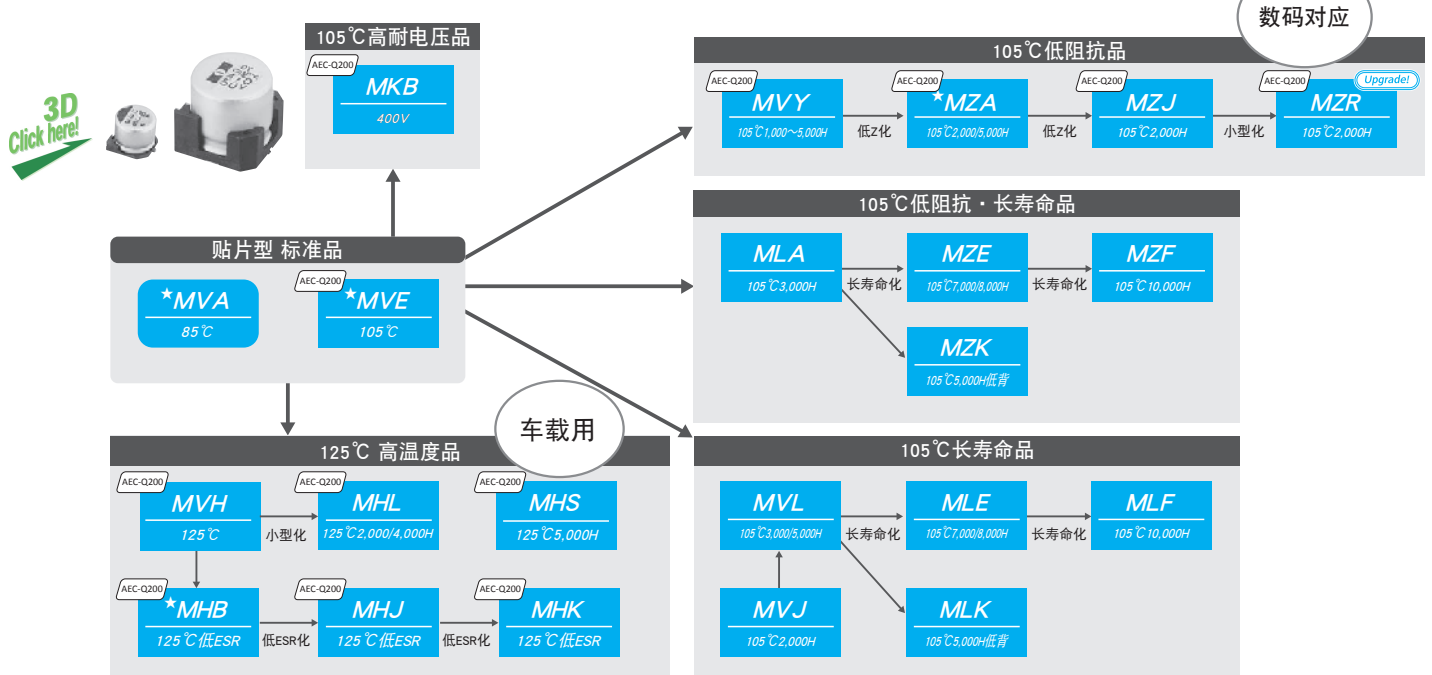 数码对应
3D
Click here!
105℃高耐电压品
AEC-Q200
MKB
400V
105℃低阻抗品
AEC-Q200
MVY
105℃1,000～5,000H
低Z化
AEC-Q200
★MZA
105℃2,000/5,000H
低Z化
AEC-Q200
MZJ
105℃2,000H
小型化
AEC-Q200
Upgrade!
MZR
105℃2,000H
105℃低阻抗・长寿命品
MLA
105℃3,000H
长寿命化
MZE
105℃7,000/8,000H
长寿命化
MZF
105℃10,000H
MZK
105℃5,000H低背
贴片型 标准品
★MVA
85℃
AEC-Q200
★MVE
105℃
车载用
125℃ 高温度品
AEC-Q200
MVH
125℃
小型化
AEC-Q200
MHL
125℃2,000/4,000H
AEC-Q200
MHS
125℃5,000H
AEC-Q200
★MHB
125℃低ESR
低ESR化
AEC-Q200
MHJ
125℃低ESR
低ESR化
AEC-Q200
MHK
125℃低ESR
105℃长寿命品
MVL
105℃3,000/5,000H
长寿命化
MLE
105℃7,000/8,000H
长寿命化
MLF
105℃10,000H
MVJ
105℃2,000H
MLK
105℃5,000H低背